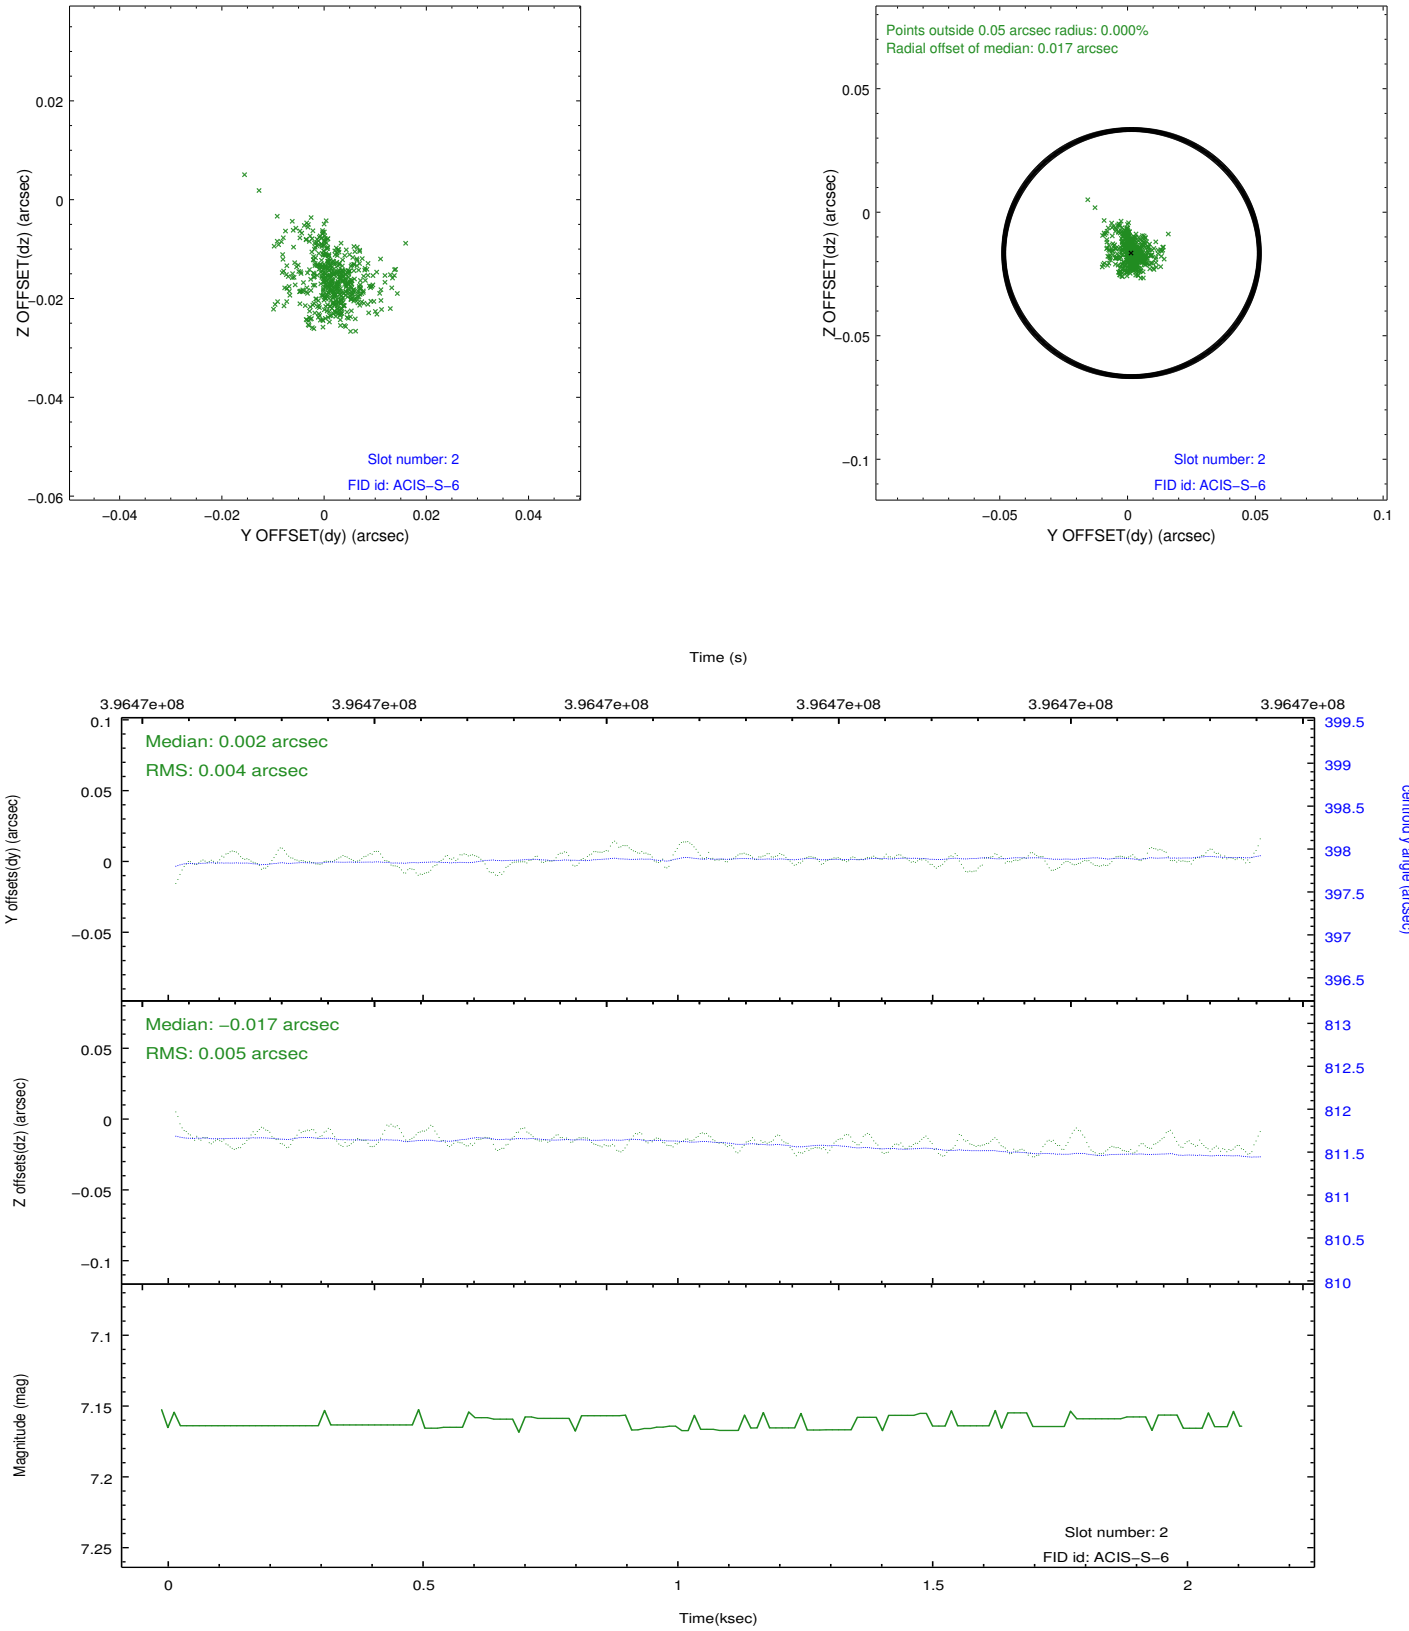 0.02
0
−0.02
−0.04
−0.06
Z OFFSET(dz) (arcsec)
Slot number: 2
FID id: ACIS−S−6
−0.04 −0.02 0 0.02 0.04
Y OFFSET(dy) (arcsec)
Points outside 0.05 arcsec radius: 0.000%
Radial offset of median: 0.017 arcsec
0.05
0
−0.05
−0.1
Z OFFSET(dz) (arcsec)
Slot number: 2
FID id: ACIS−S−6
−0.05 0 0.05 0.1
Y OFFSET(dy) (arcsec)
Time (s)
3.9647e+08 3.9647e+08 3.9647e+08 3.9647e+08 3.9647e+08 3.9647e+08
Median: 0.002 arcsec
RMS: 0.004 arcsec
0.1
0.05
0
−0.05
Y offsets(dy) (arcsec)
399.5
399
398.5
398
397.5
397
396.5
centroid y angle (arcsec)
Median: −0.017 arcsec
RMS: 0.005 arcsec
0.05
0
−0.05
−0.1
Z offsets(dz) (arcsec)
813
812.5
812
811.5
811
810.5
810
7.1
7.15
7.2
7.25
Magnitude (mag)
Slot number: 2
FID id: ACIS−S−6
0 0.5 1 1.5 2
Time(ksec)